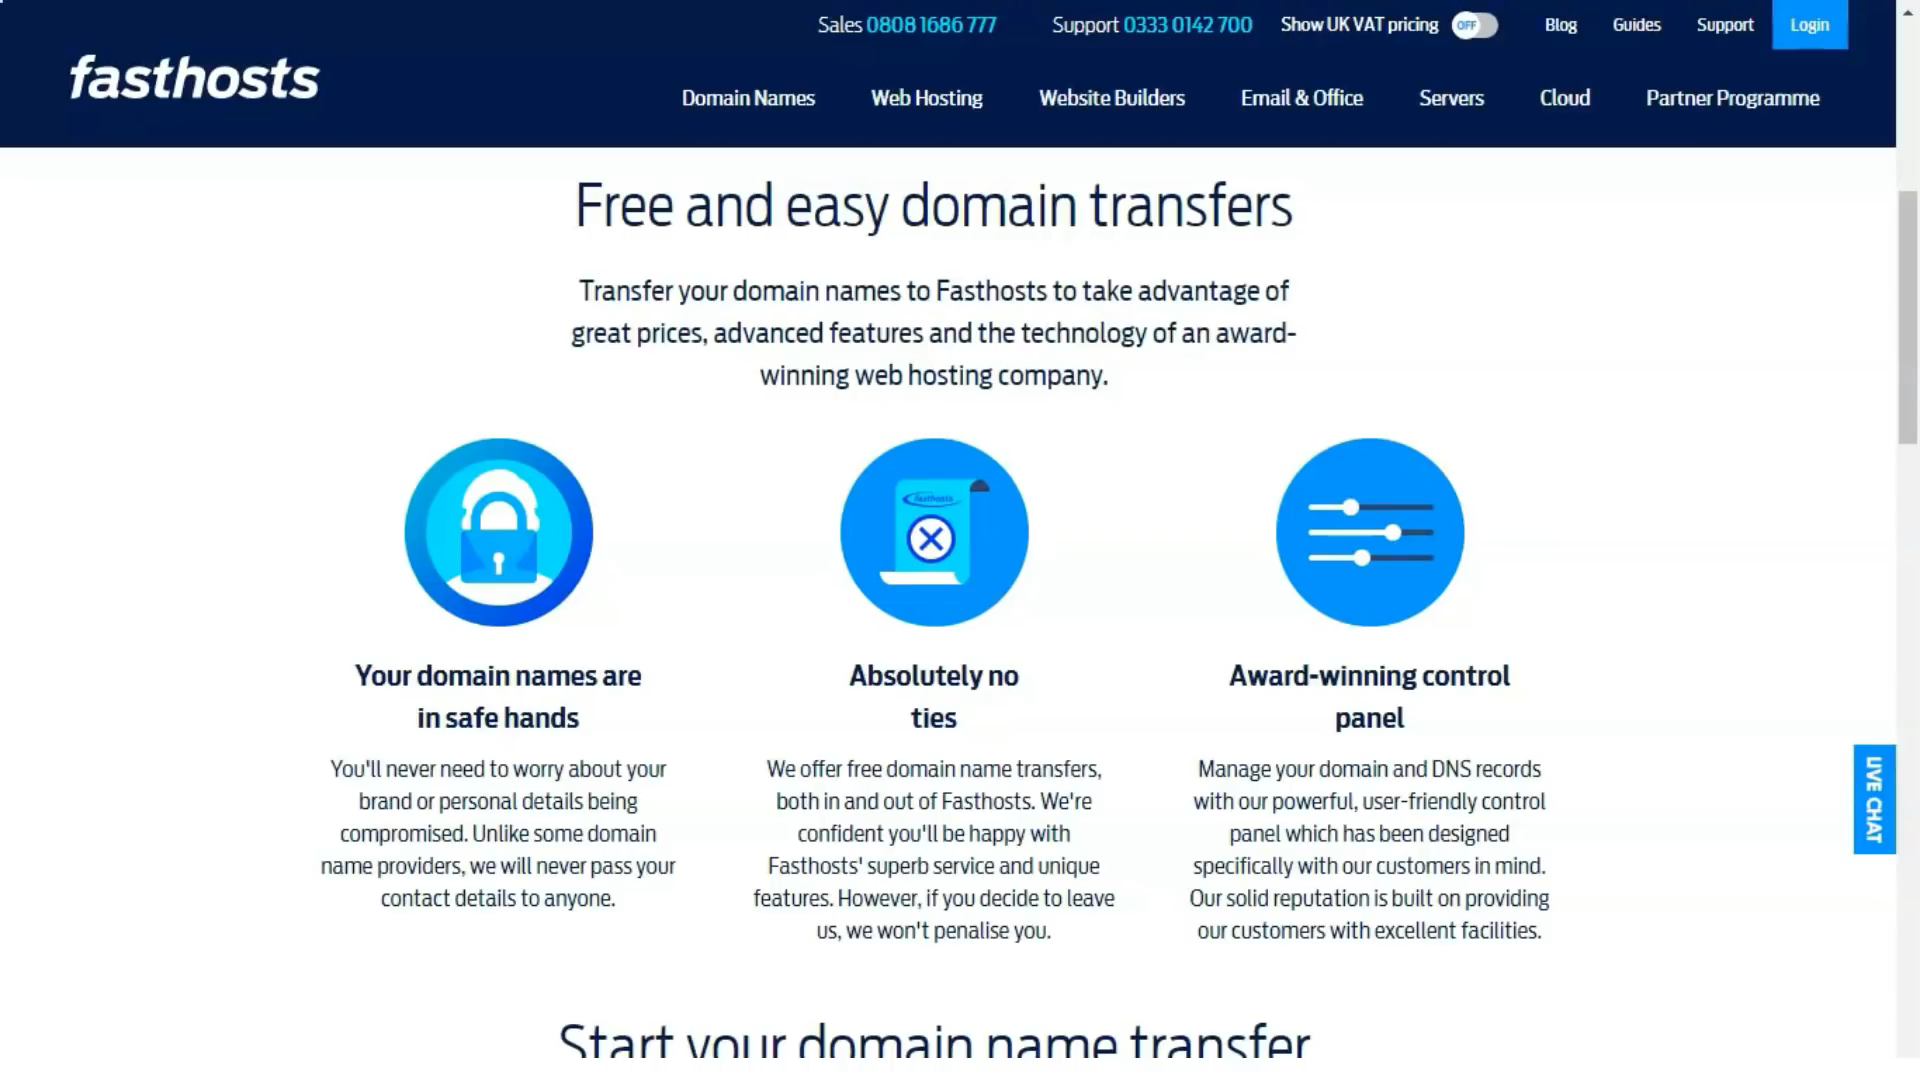 Sales 0808 1686 777 Support 0333 0142 700 Show UK VAT pricing OFF Blog Guides Support Login
fasthosts
Domain Names Web Hosting Website Builders Email & Office Servers Cloud Partner Programme
Free and easy domain transfers
Transfer your domain names to Fasthosts to take advantage of
great prices, advanced features and the technology of an award-
winning web hosting company.
fasthosts
Your domain names are
in safe hands
You'll never need to worry about your
brand or personal details being
compromised. Unlike some domain
name providers, we will never pass your
contact details to anyone.
Absolutely no
ties
We offer free domain name transfers,
both in and out of Fasthosts. We're
confident you'll be happy with
Fasthosts' superb service and unique
features. However, if you decide to leave
us, we won't penalise you.
Award-winning control
panel
Manage your domain and DNS records
with our powerful, user-friendly control
panel which has been designed
specifically with our customers in mind.
Our solid reputation is built on providing
our customers with excellent facilities.
LIVE CHAT
Start your domain name transfer